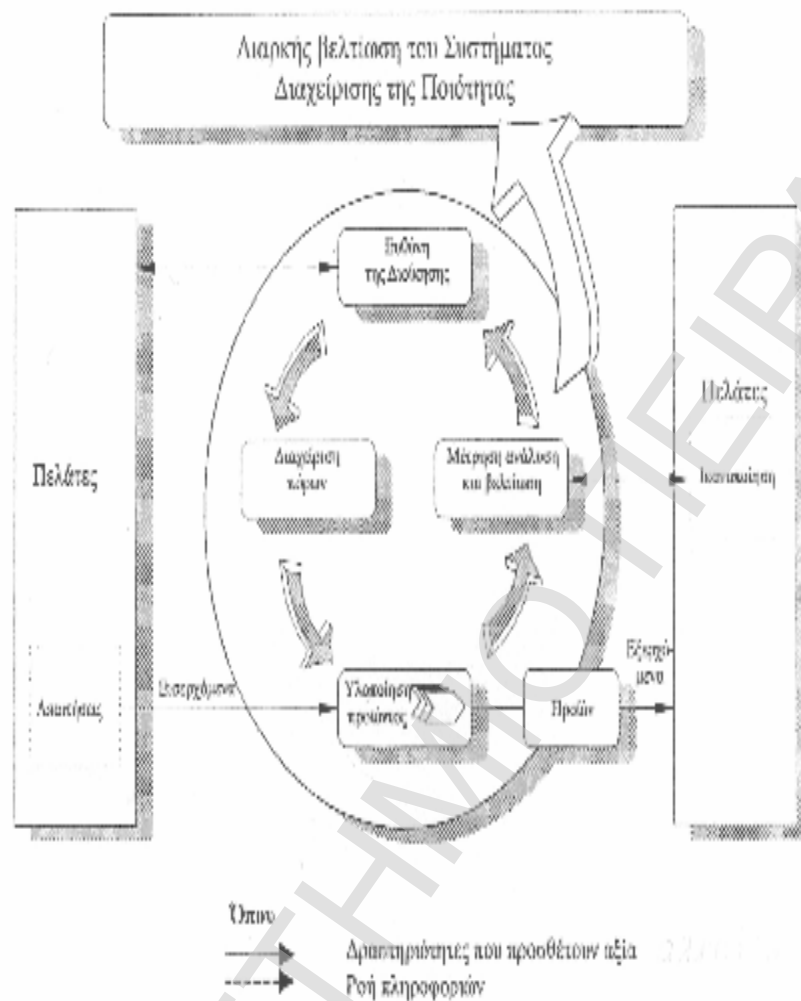 Διαρκής βελτίωση του Συστήματος
Διαχείρισης της Ποιότητας
Ευθύνη
της Διοίκησης
Πελάτες
Πελάτες
Διαχείριση
πόρων
Μέτρηση ανάλυση
και βελτίωση
Ικανοποίηση
Απαιτήσεις
Εισερχόμενα
Υλοποίηση
προϊόντος
Προϊόν
Εξερχό-
μενα
Όπου
Δραστηριότητες που προσθέτουν αξία
Ροή πληροφοριών